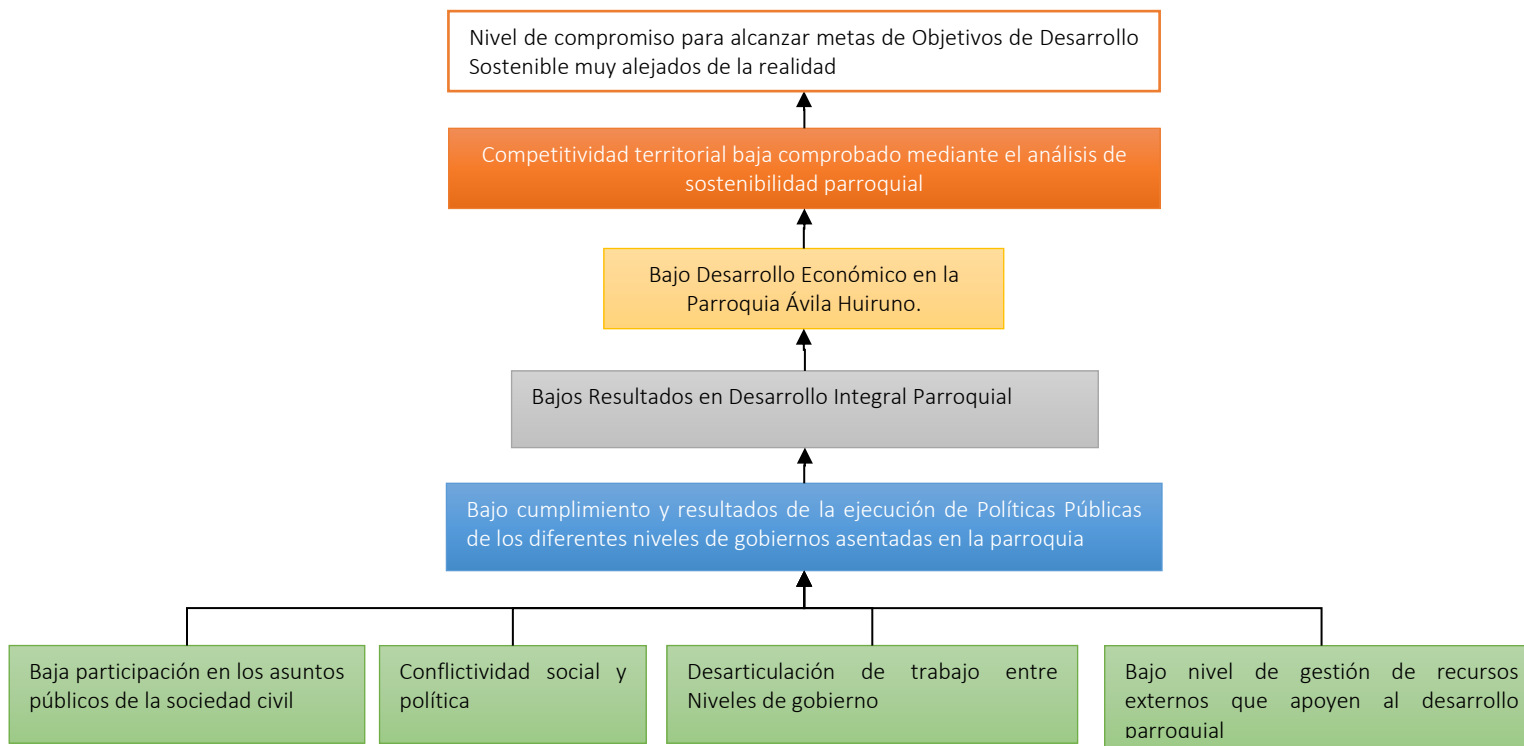 Nivel de compromiso para alcanzar metas de Objetivos de Desarrollo
Sostenible muy alejados de la realidad
Competitividad territorial baja comprobado mediante el análisis de
sostenibilidad parroquial
Bajo Desarrollo Económico en la
Parroquia Ávila Huiruno.
Bajos Resultados en Desarrollo Integral Parroquial
Bajo cumplimiento y resultados de la ejecución de Políticas Públicas
de los diferentes niveles de gobiernos asentadas en la parroquia
Baja participación en los asuntos
públicos de la sociedad civil
Conflictividad social y
política
Desarticulación de trabajo entre
Niveles de gobierno
Bajo nivel de gestión de recursos
externos que apoyen al desarrollo
parroquial